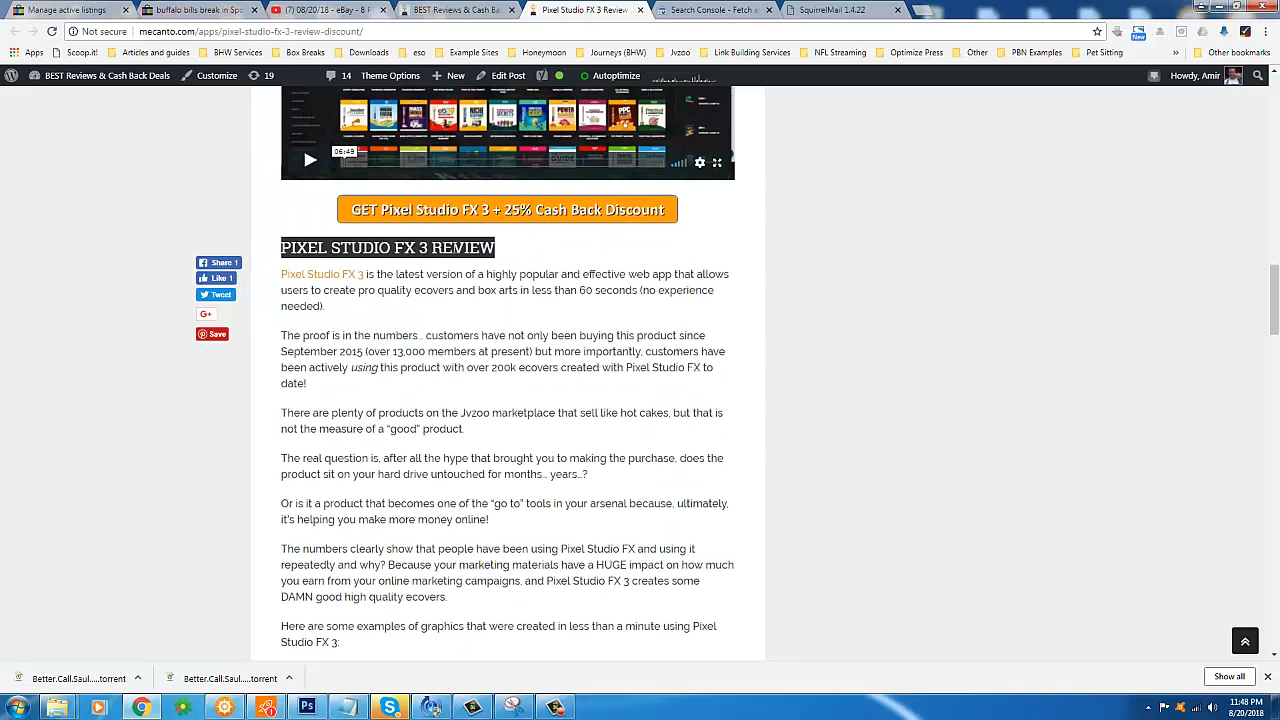 Manage active listings
buffalo bills break in Spo
(7) 08/20/18 - eBay - 8 F
BEST Reviews & Cash Ba
Pixel Studio FX 3 Review
Search Console - Fetch a
SquirrelMail 1.4.22
Not secure
mecanto.com/apps/pixel-studio-fx-3-review-discount/
New
Apps
Scoop.it!
Articles and guides
BHW Services
Box Breaks
Downloads
etc
Example Sites
Honeymoon
Journeys (BHW)
Jvzoo
Link Building Services
NFL Streaming
Optimize Press
Other
PBN Examples
Pet Sitting
»
Other bookmarks
BEST Reviews & Cash Back Deals
Customize
19
14
Theme Options
New
Edit Post
Autoptimize
Howdy, Amir
06:49
GET Pixel Studio FX 3 + 25% Cash Back Discount
PIXEL STUDIO FX 3 REVIEW
Share 1
Like 1
Tweet
G+
Save
Pixel Studio FX 3 is the latest version of a highly popular and effective web app that allows
users to create pro quality ecovers and box arts in less than 60 seconds (no experience
needed).
The proof is in the numbers… customers have not only been buying this product since
September 2015 (over 13,000 members at present) but more importantly, customers have
been actively using this product with over 200k ecovers created with Pixel Studio FX to
date!
There are plenty of products on the Jvzoo marketplace that sell like hot cakes, but that is
not the measure of a “good” product.
The real question is, after all the hype that brought you to making the purchase, does the
product sit on your hard drive untouched for months… years…?
Or is it a product that becomes one of the “go to” tools in your arsenal because, ultimately,
it’s helping you make more money online!
The numbers clearly show that people have been using Pixel Studio FX and using it
repeatedly and why? Because your marketing materials have a HUGE impact on how much
you earn from your online marketing campaigns, and Pixel Studio FX 3 creates some
DAMN good high quality ecovers.
Here are some examples of graphics that were created in less than a minute using Pixel
Studio FX 3:
Better.Call.Saul.....torrent
Better.Call.Saul.....torrent
Show all
11:48 PM
8/20/2018